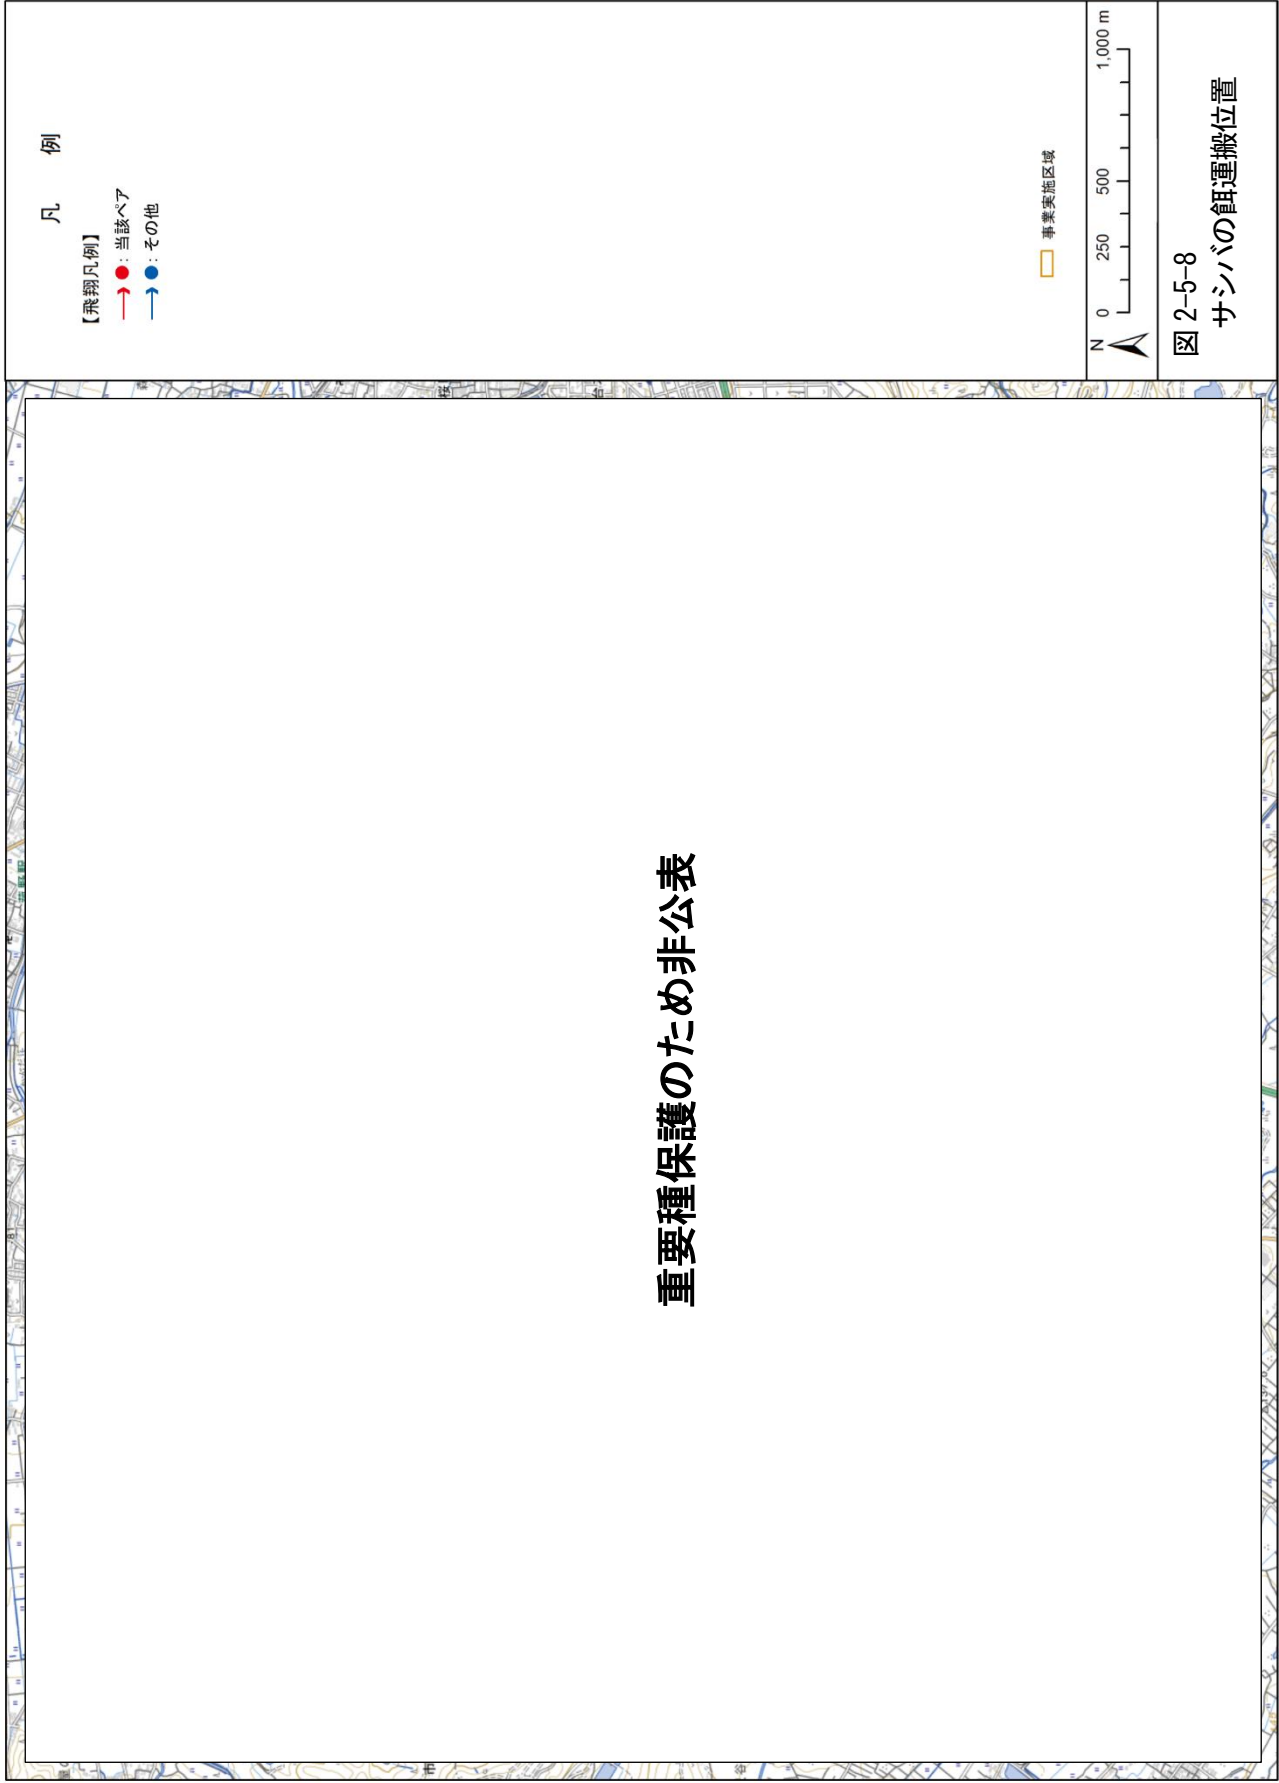 重要種保護のため非公表
凡 例
【飛翔凡例】
：当該ペア
：その他
事業実施区域
N
0 250 500 1,000 m
図 2-5-8
サシバの餌運搬位置